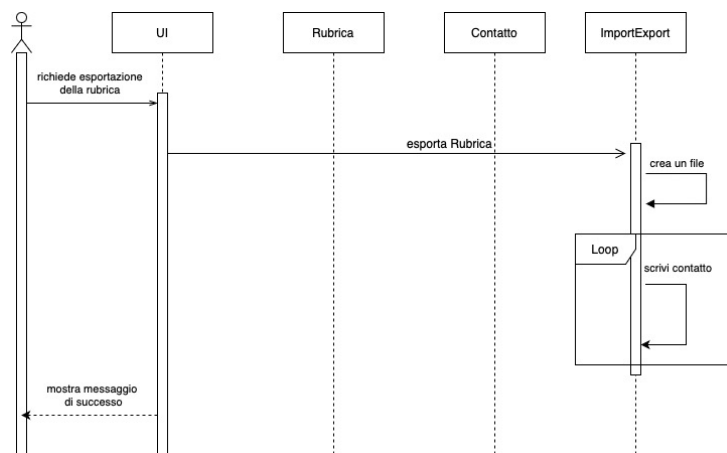 UI
Rubrica
Contatto
ImportExport
richiede esportazione
della rubrica
esporta Rubrica
crea un file
Loop
scrivi contatto
mostra messaggio
di successo